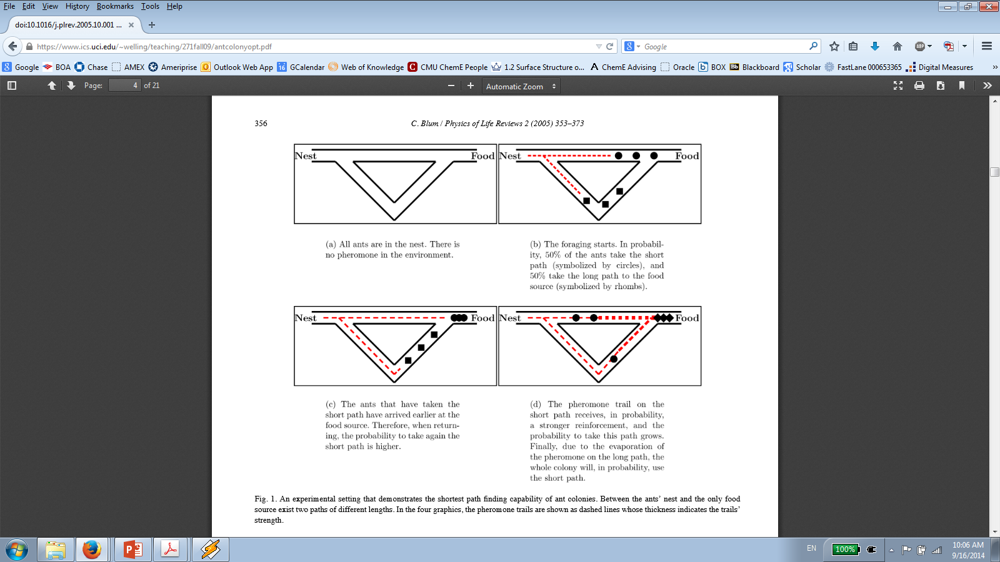 File Edit View History Bookmarks Tools Help
doi:10.1016/j.plrev.2005.10.001 ...
https://www.ics.uci.edu/~welling/teaching/271fall09/antcolonyopt.pdf
8 Google
ABP
8 Google BOA Chase AMEX Ameriprise Outlook Web App 16 GCalendar Web of Knowledge C CMU ChemE People 1.2 Surface Structure o... A ChemE Advising Oracle b BOX Bb Blackboard 8 Scholar FastLane 000653365 Digital Measures »
Page: 4 of 21
Automatic Zoom
356 C. Blum / Physics of Life Reviews 2 (2005) 353–373
Nest Food Nest Food
(a) All ants are in the nest. There is
no pheromone in the environment.
(b) The foraging starts. In probabil-
ity, 50% of the ants take the short
path (symbolized by circles), and
50% take the long path to the food
source (symbolized by rhombs).
Nest Food Nest Food
(c) The ants that have taken the
short path have arrived earlier at the
food source. Therefore, when return-
ing, the probability to take again the
short path is higher.
(d) The pheromone trail on the
short path receives, in probability,
a stronger reinforcement, and the
probability to take this path grows.
Finally, due to the evaporation of
the pheromone on the long path, the
whole colony will, in probability, use
the short path.
Fig. 1. An experimental setting that demonstrates the shortest path finding capability of ant colonies. Between the ants’ nest and the only food
source exist two paths of different lengths. In the four graphics, the pheromone trails are shown as dashed lines whose thickness indicates the trails’
strength.
EN 100% 10:06 AM
9/16/2014